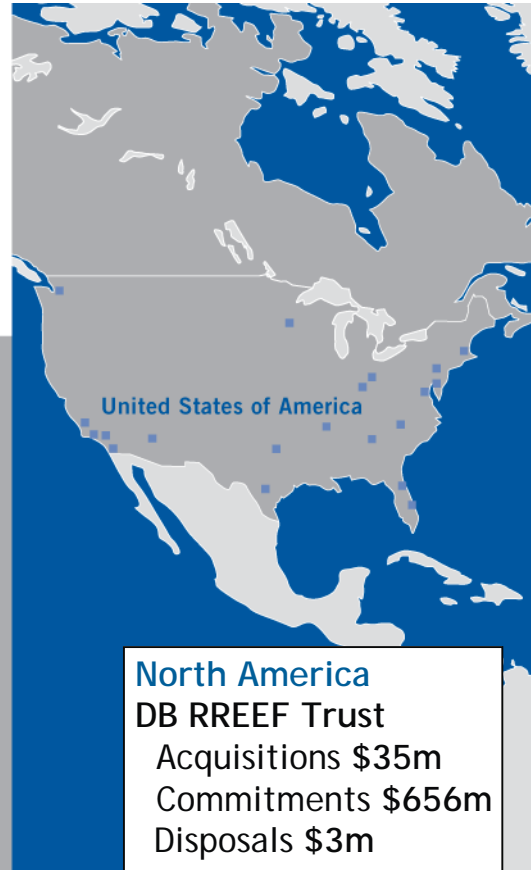 United States of America
North America
DB RREEF Trust
Acquisitions $35m
Commitments $656m
Disposals $3m